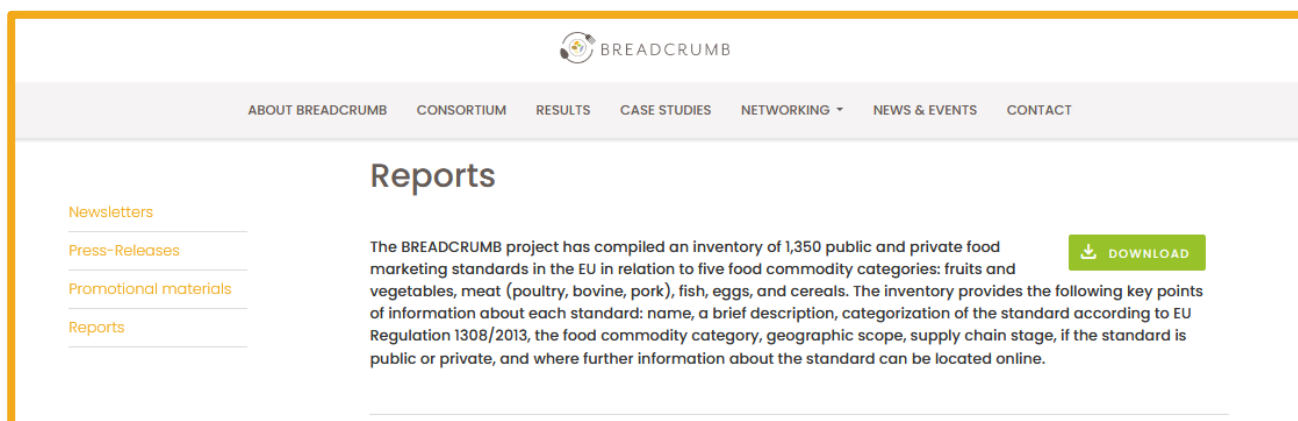 BREADCRUMB
ABOUT BREADCRUMB CONSORTIUM RESULTS CASE STUDIES NETWORKING NEWS & EVENTS CONTACT
Reports
Newsletters
Press-Releases
Promotional materials
Reports
The BREADCRUMB project has compiled an inventory of 1,350 public and private food
marketing standards in the EU in relation to five food commodity categories: fruits and
vegetables, meat (poultry, bovine, pork), fish, eggs, and cereals. The inventory provides the following key points
of information about each standard: name, a brief description, categorization of the standard according to EU
Regulation 1308/2013, the food commodity category, geographic scope, supply chain stage, if the standard is
public or private, and where further information about the standard can be located online.
DOWNLOAD